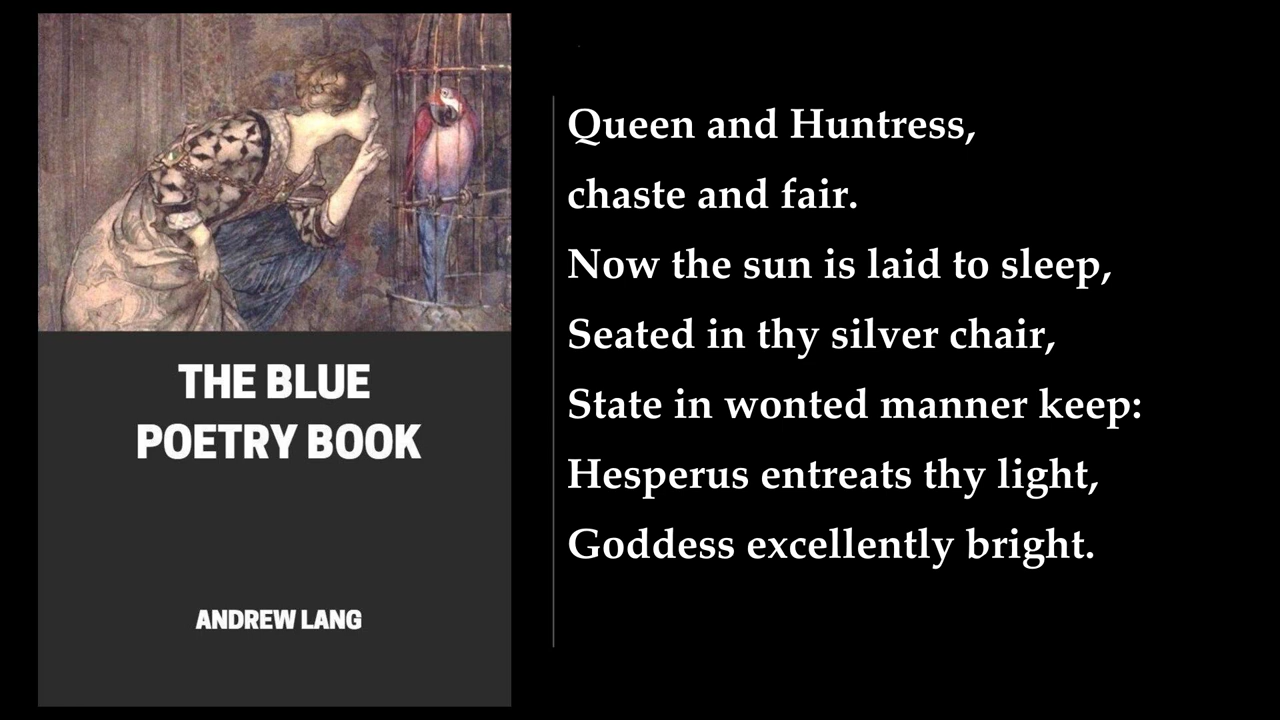 THE BLUE
POETRY BOOK
ANDREW LANG
Queen and Huntress,
chaste and fair.
Now the sun is laid to sleep,
Seated in thy silver chair,
State in wonted manner keep:
Hesperus entreats thy light,
Goddess excellently bright.